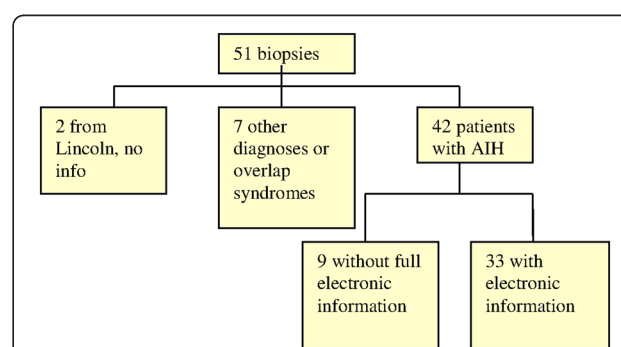 51 biopsies
2 from
Lincoln, no
info
7 other
diagnoses or
overlap
syndromes
42 patients
with AIH
9 without full
electronic
information
33 with
electronic
information